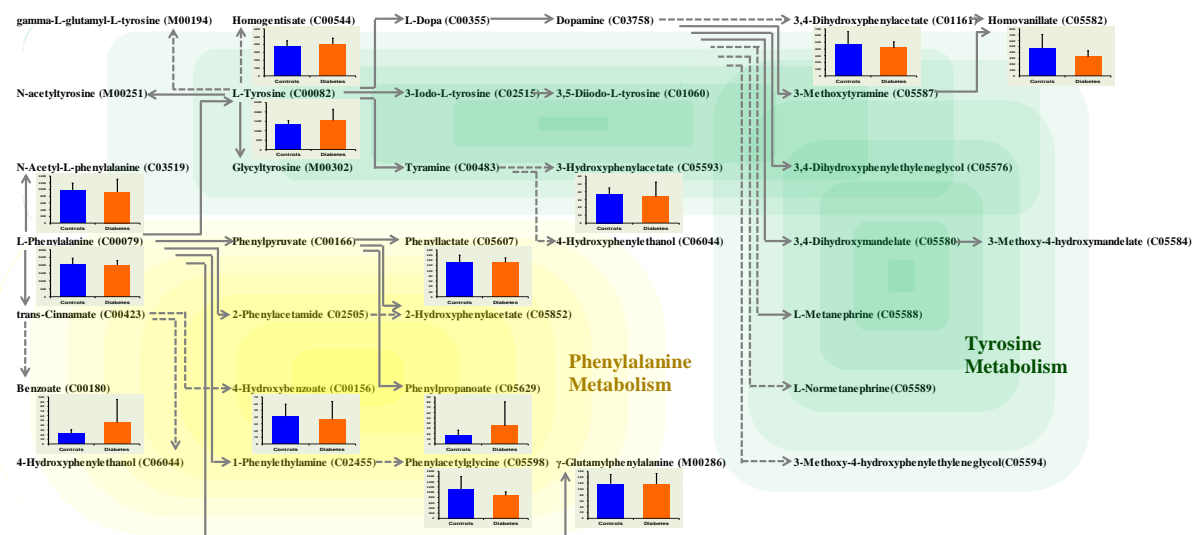 gamma-L-glutamyl-L-tyrosine (M00194)
Homogentisate (C00544)
L-Dopa (C00355)
Dopamine (C03758)
3,4-Dihydroxyphenylacetate (C01161)
Homovanillate (C05582)
Controls Diabetes
Controls Diabetes
Controls Diabetes
N-acetyltyrosine (M00251)
L-Tyrosine (C00082)
3-Iodo-L-tyrosine (C02515)
3,5-Diiodo-L-tyrosine (C01060)
3-Methoxytyramine (C05587)
Controls Diabetes
N-Acetyl-L-phenylalanine (C03519)
Glycyltyrosine (M00302)
Tyramine (C00483)
3-Hydroxyphenylacetate (C05593)
3,4-Dihydroxyphenylethyleneglycol (C05576)
Controls Diabetes
Controls Diabetes
L-Phenylalanine (C00079)
Phenylpyruvate (C00166)
Phenyllactate (C05607)
4-Hydroxyphenylethanol (C06044)
3,4-Dihydroxymandelate (C05580)
3-Methoxy-4-hydroxymandelate (C05584)
Controls Diabetes
Controls Diabetes
trans-Cinnamate (C00423)
2-Phenylacetamide C02505)
2-Hydroxyphenylacetate (C05852)
L-Metanephrine (C05588)
Phenylalanine
Metabolism
Tyrosine
Metabolism
Benzoate (C00180)
4-Hydroxybenzoate (C00156)
Phenylpropanoate (C05629)
L-Normetanephrine(C05589)
Controls Diabetes
Controls Diabetes
Controls Diabetes
4-Hydroxyphenylethanol (C06044)
1-Phenylethylamine (C02455)
Phenylacetylglycine (C05598)
γ-Glutamylphenylalanine (M00286)
3-Methoxy-4-hydroxyphenylethyleneglycol(C05594)
Controls Diabetes
Controls Diabetes